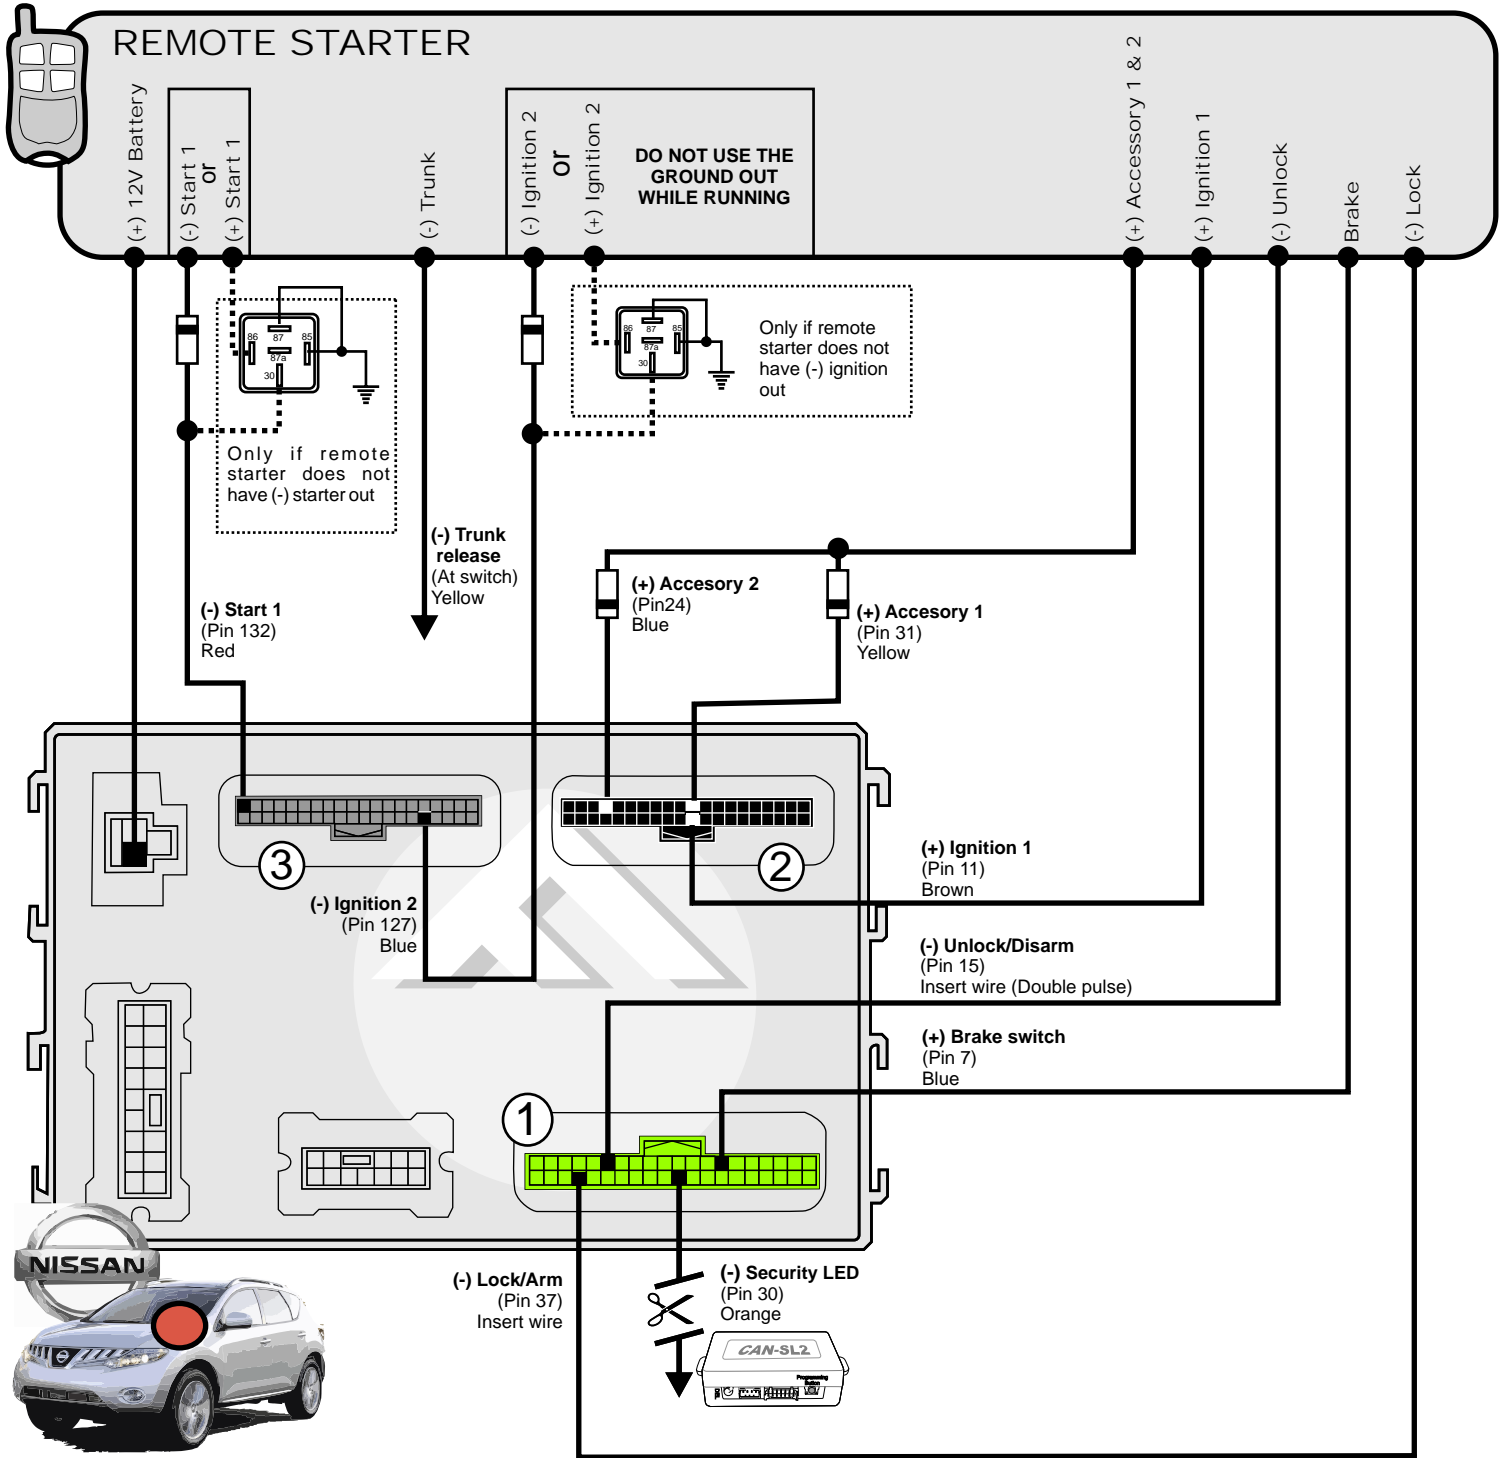 REMOTE STARTER
(+) 12V Battery
(-) Start 1
or
(+) Start 1
(-) Trunk
(-) Ignition 2
or
(+) Ignition 2
DO NOT USE THE
GROUND OUT
WHILE RUNNING
(+) Accessory 1 & 2
(+) Ignition 1
(-) Unlock
Brake
(-) Lock
86
87
85
87a
30
Only if remote
starter does not
have (-) starter out
86
87
85
87a
30
Only if remote
starter does not
have (-) ignition
out
(-) Trunk
release
(At switch)
Yellow
(-) Start 1
(Pin 132)
Red
(+) Accesory 2
(Pin24)
Blue
(+) Accesory 1
(Pin 31)
Yellow
3
2
(-) Ignition 2
(Pin 127)
Blue
(+) Ignition 1
(Pin 11)
Brown
(-) Unlock/Disarm
(Pin 15)
Insert wire (Double pulse)
(+) Brake switch
(Pin 7)
Blue
1
NISSAN
(-) Lock/Arm
(Pin 37)
Insert wire
(-) Security LED
(Pin 30)
Orange
CAN-SL2
Programming
Button